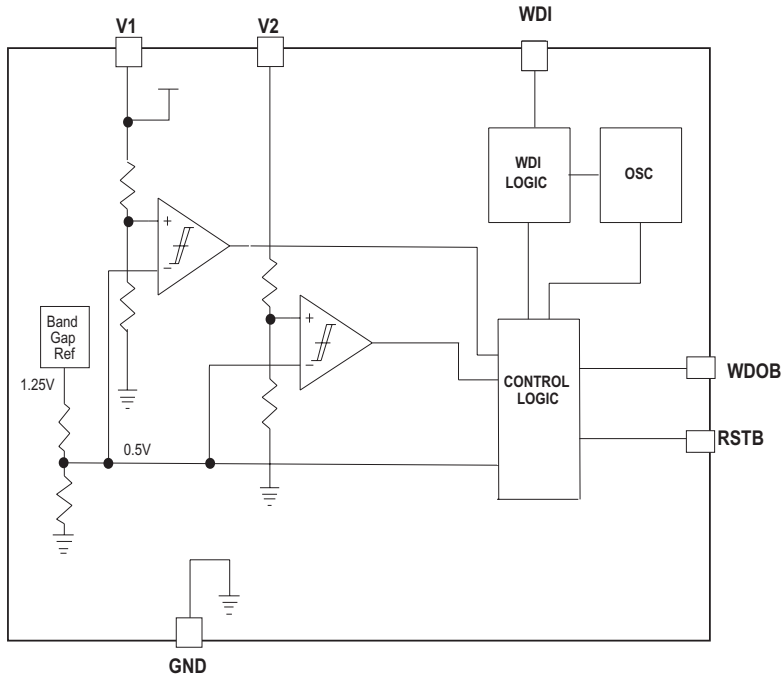 V1
V2
WDI
WDI
LOGIC
OSC
+
−
Band
Gap
Ref
+
−
1.25V
CONTROL
LOGIC
WDOB
RSTB
0.5V
GND